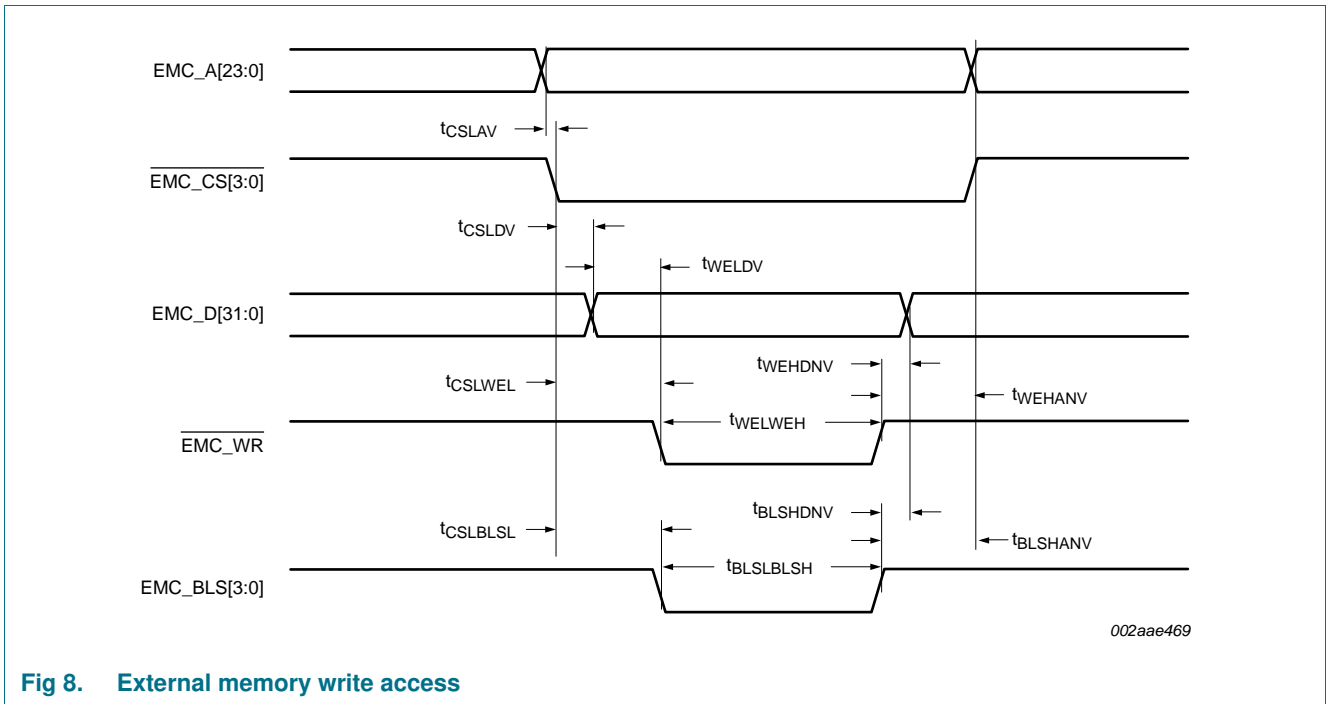 EMC_A[23:0]
tCSLAV
EMC_CS[3:0]
tCSLDV
tWELDV
EMC_D[31:0]
tWEHDNV
tCSLWEL
tWEHANV
tWELWEH
EMC_WR
tBLSHDNV
tCSLBLSL
tBLSHANV
tBLSLBLSH
EMC_BLS[3:0]
002aae469
Fig 8. External memory write access